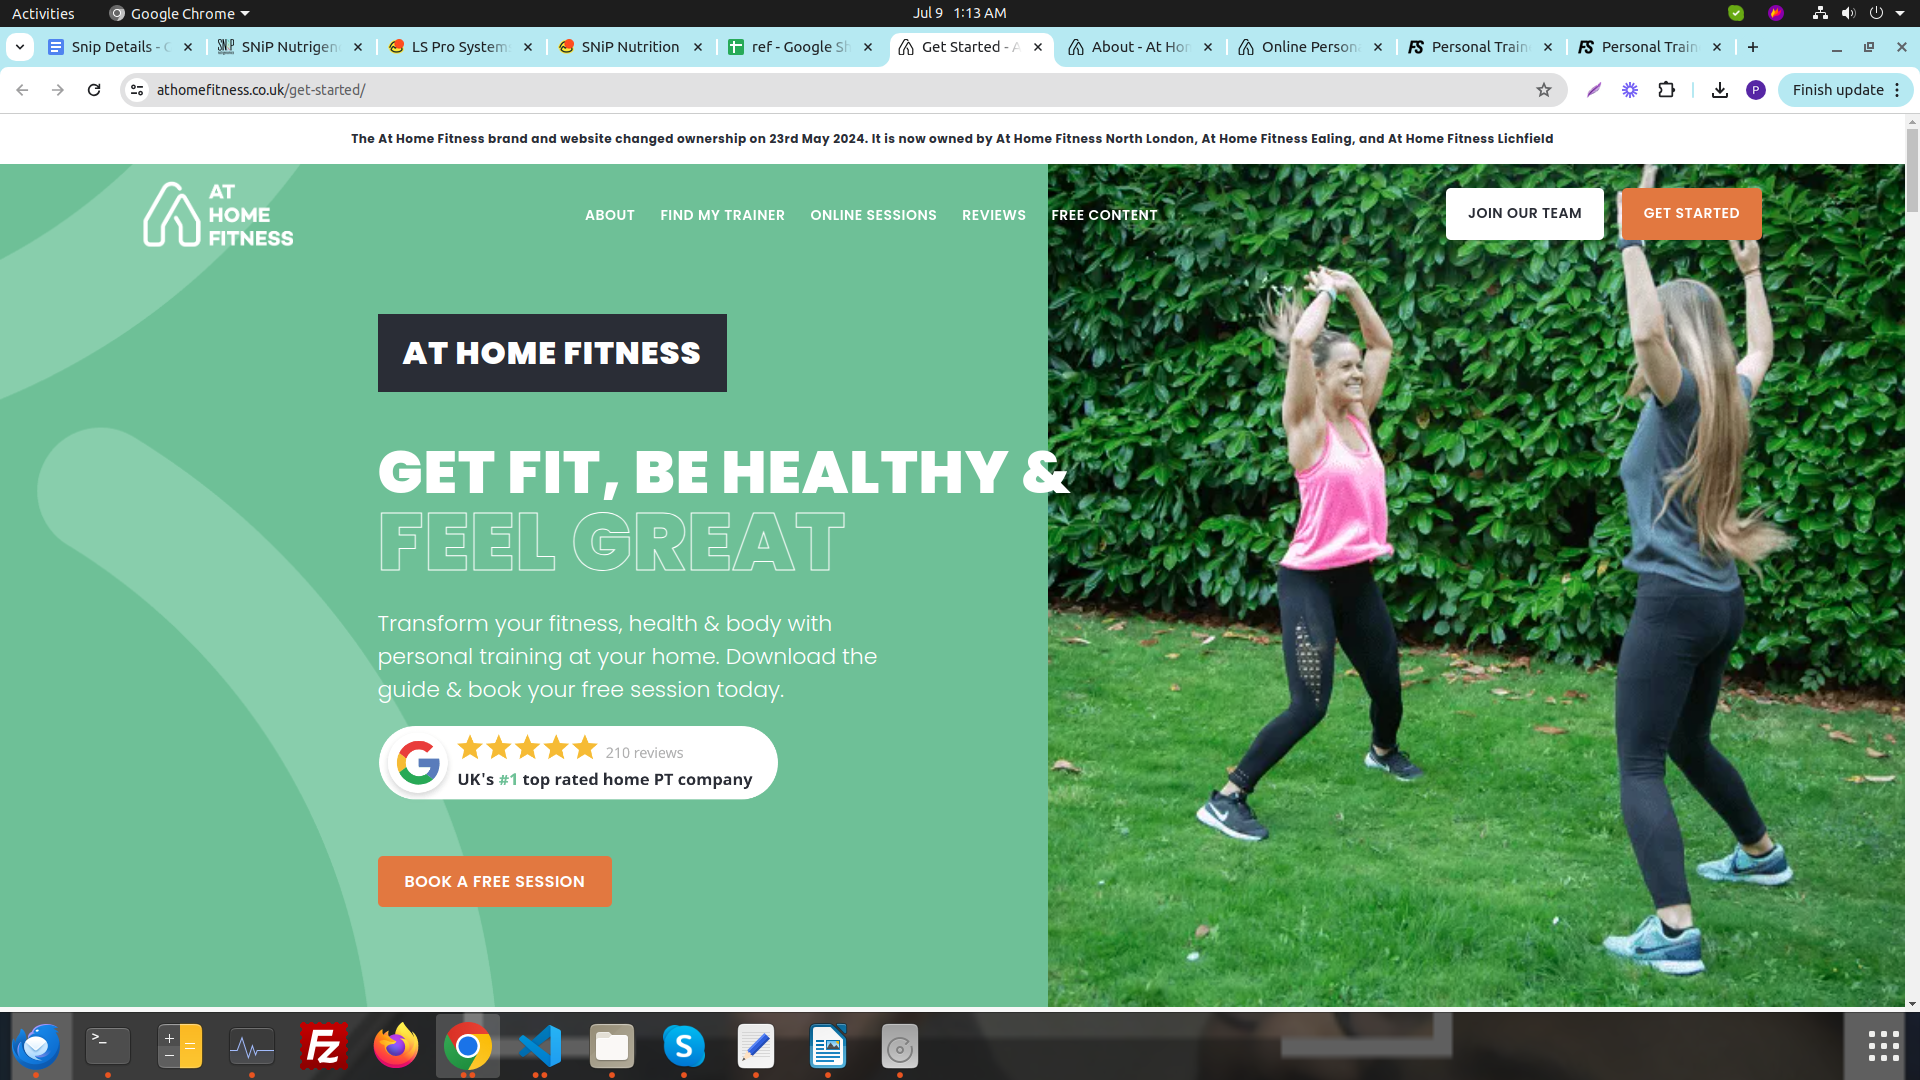 Activities
Google Chrome
Jul 9 1:13 AM
Snip Details - G
SNiP Nutrigen
LS Pro System
SNiP Nutrition
ref - Google Sh
Get Started - A
About - At Hom
Online Persona
Personal Train
Personal Train
athomefitness.co.uk/get-started/
P
Finish update
The At Home Fitness brand and website changed ownership on 23rd May 2024. It is now owned by At Home Fitness North London, At Home Fitness Ealing, and At Home Fitness Lichfield
AT
HOME
FITNESS
ABOUT
FIND MY TRAINER
ONLINE SESSIONS
REVIEWS
FREE CONTENT
JOIN OUR TEAM
GET STARTED
AT HOME FITNESS
GET FIT, BE HEALTHY &
FEEL GREAT
Transform your fitness, health & body with
personal training at your home. Download the
guide & book your free session today.
210 reviews
UK's #1 top rated home PT company
BOOK A FREE SESSION